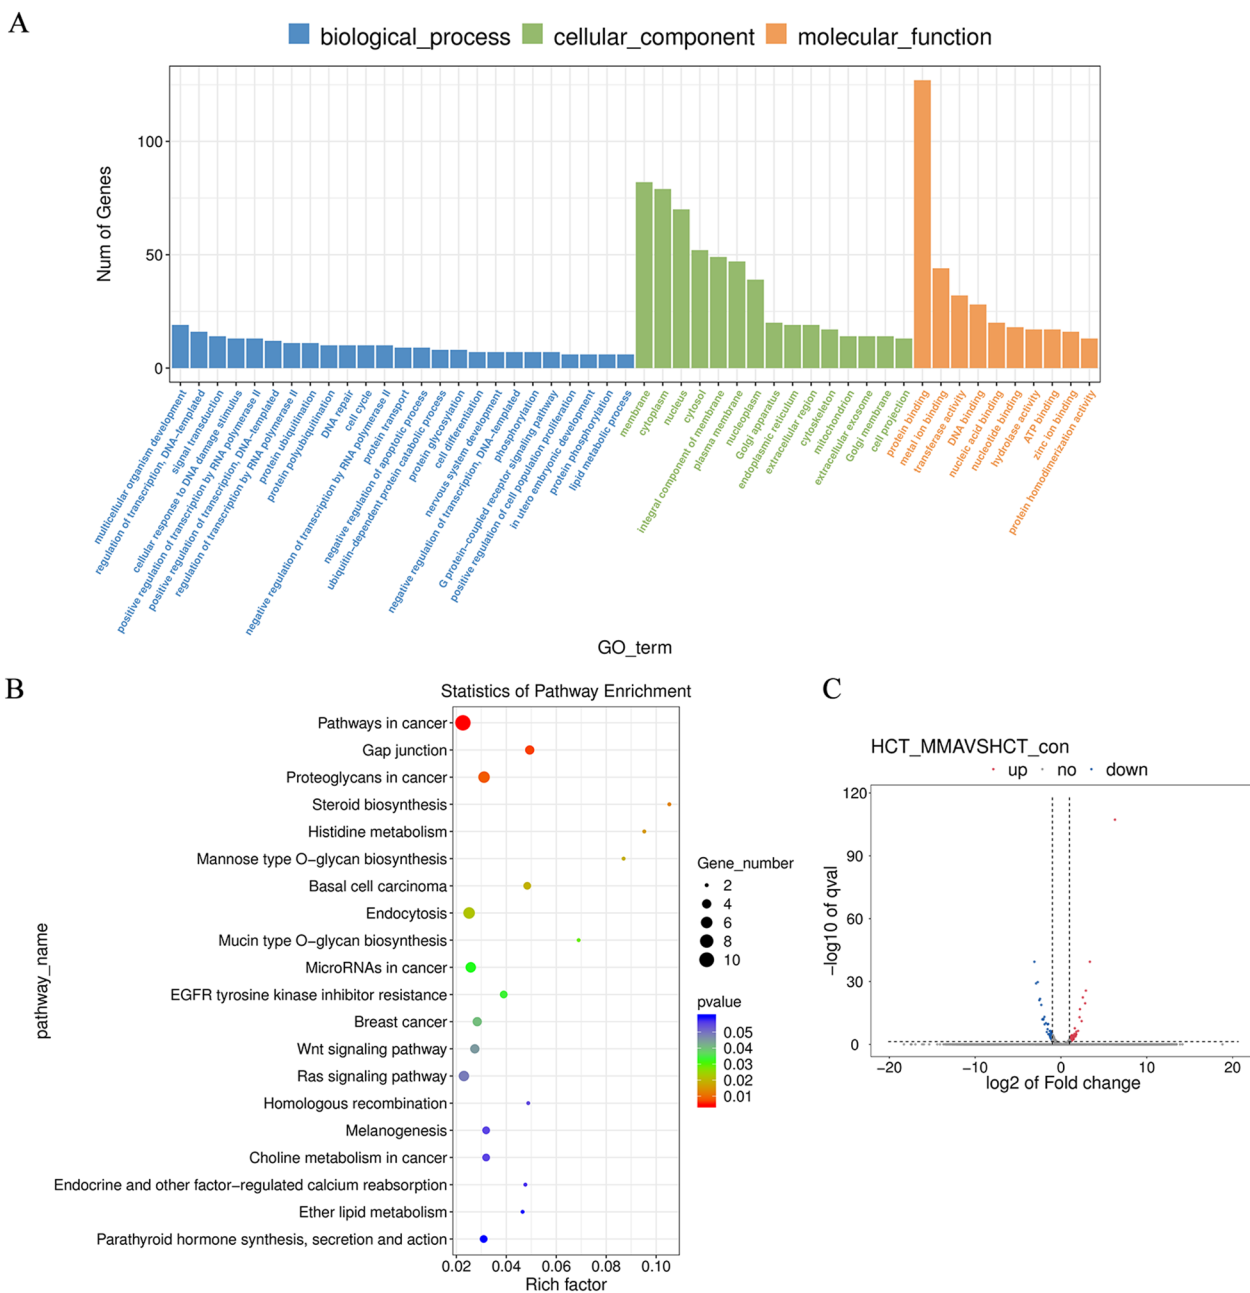 A
biological_process cellular_component molecular_function
Num of Genes
100
50
0
multicellular organism development
regulation of transcription, DNA−templated
signal transduction
cellular response to DNA damage stimulus
positive regulation of transcription by RNA polymerase II
positive regulation of transcription, DNA−templated
regulation of transcription by RNA polymerase II
protein ubiquitination
protein polyubiquitination
DNA repair
cell cycle
negative regulation of transcription by RNA polymerase II
protein transport
negative regulation of apoptotic process
ubiquitin−dependent protein catabolic process
protein glycosylation
cell differentiation
nervous system development
negative regulation of transcription, DNA−templated
phosphorylation
G protein−coupled receptor signaling pathway
positive regulation of cell population proliferation
in utero embryonic development
protein phosphorylation
lipid metabolic process
membrane
cytoplasm
nucleus
cytosol
integral component of membrane
plasma membrane
nucleoplasm
Golgi apparatus
endoplasmic reticulum
extracellular region
cytoskeleton
mitochondrion
extracellular exosome
Golgi membrane
cell projection
protein binding
metal ion binding
transferase activity
DNA binding
nucleic acid binding
nucleotide binding
hydrolase activity
ATP binding
zinc ion binding
protein homodimerization activity
GO_term
B
Statistics of Pathway Enrichment
pathway_name
Pathways in cancer
Gap junction
Proteoglycans in cancer
Steroid biosynthesis
Histidine metabolism
Mannose type O−glycan biosynthesis
Basal cell carcinoma
Endocytosis
Mucin type O−glycan biosynthesis
MicroRNAs in cancer
EGFR tyrosine kinase inhibitor resistance
Breast cancer
Wnt signaling pathway
Ras signaling pathway
Homologous recombination
Melanogenesis
Choline metabolism in cancer
Endocrine and other factor−regulated calcium reabsorption
Ether lipid metabolism
Parathyroid hormone synthesis, secretion and action
0.02 0.04 0.06 0.08 0.10
Rich factor
Gene_number
2
4
6
8
10
pvalue
0.05
0.04
0.03
0.02
0.01
C
HCT_MMAVSHCT_con
up no down
−log10 of qval
120
90
60
30
0
−20 −10 0 10 20
log2 of Fold change